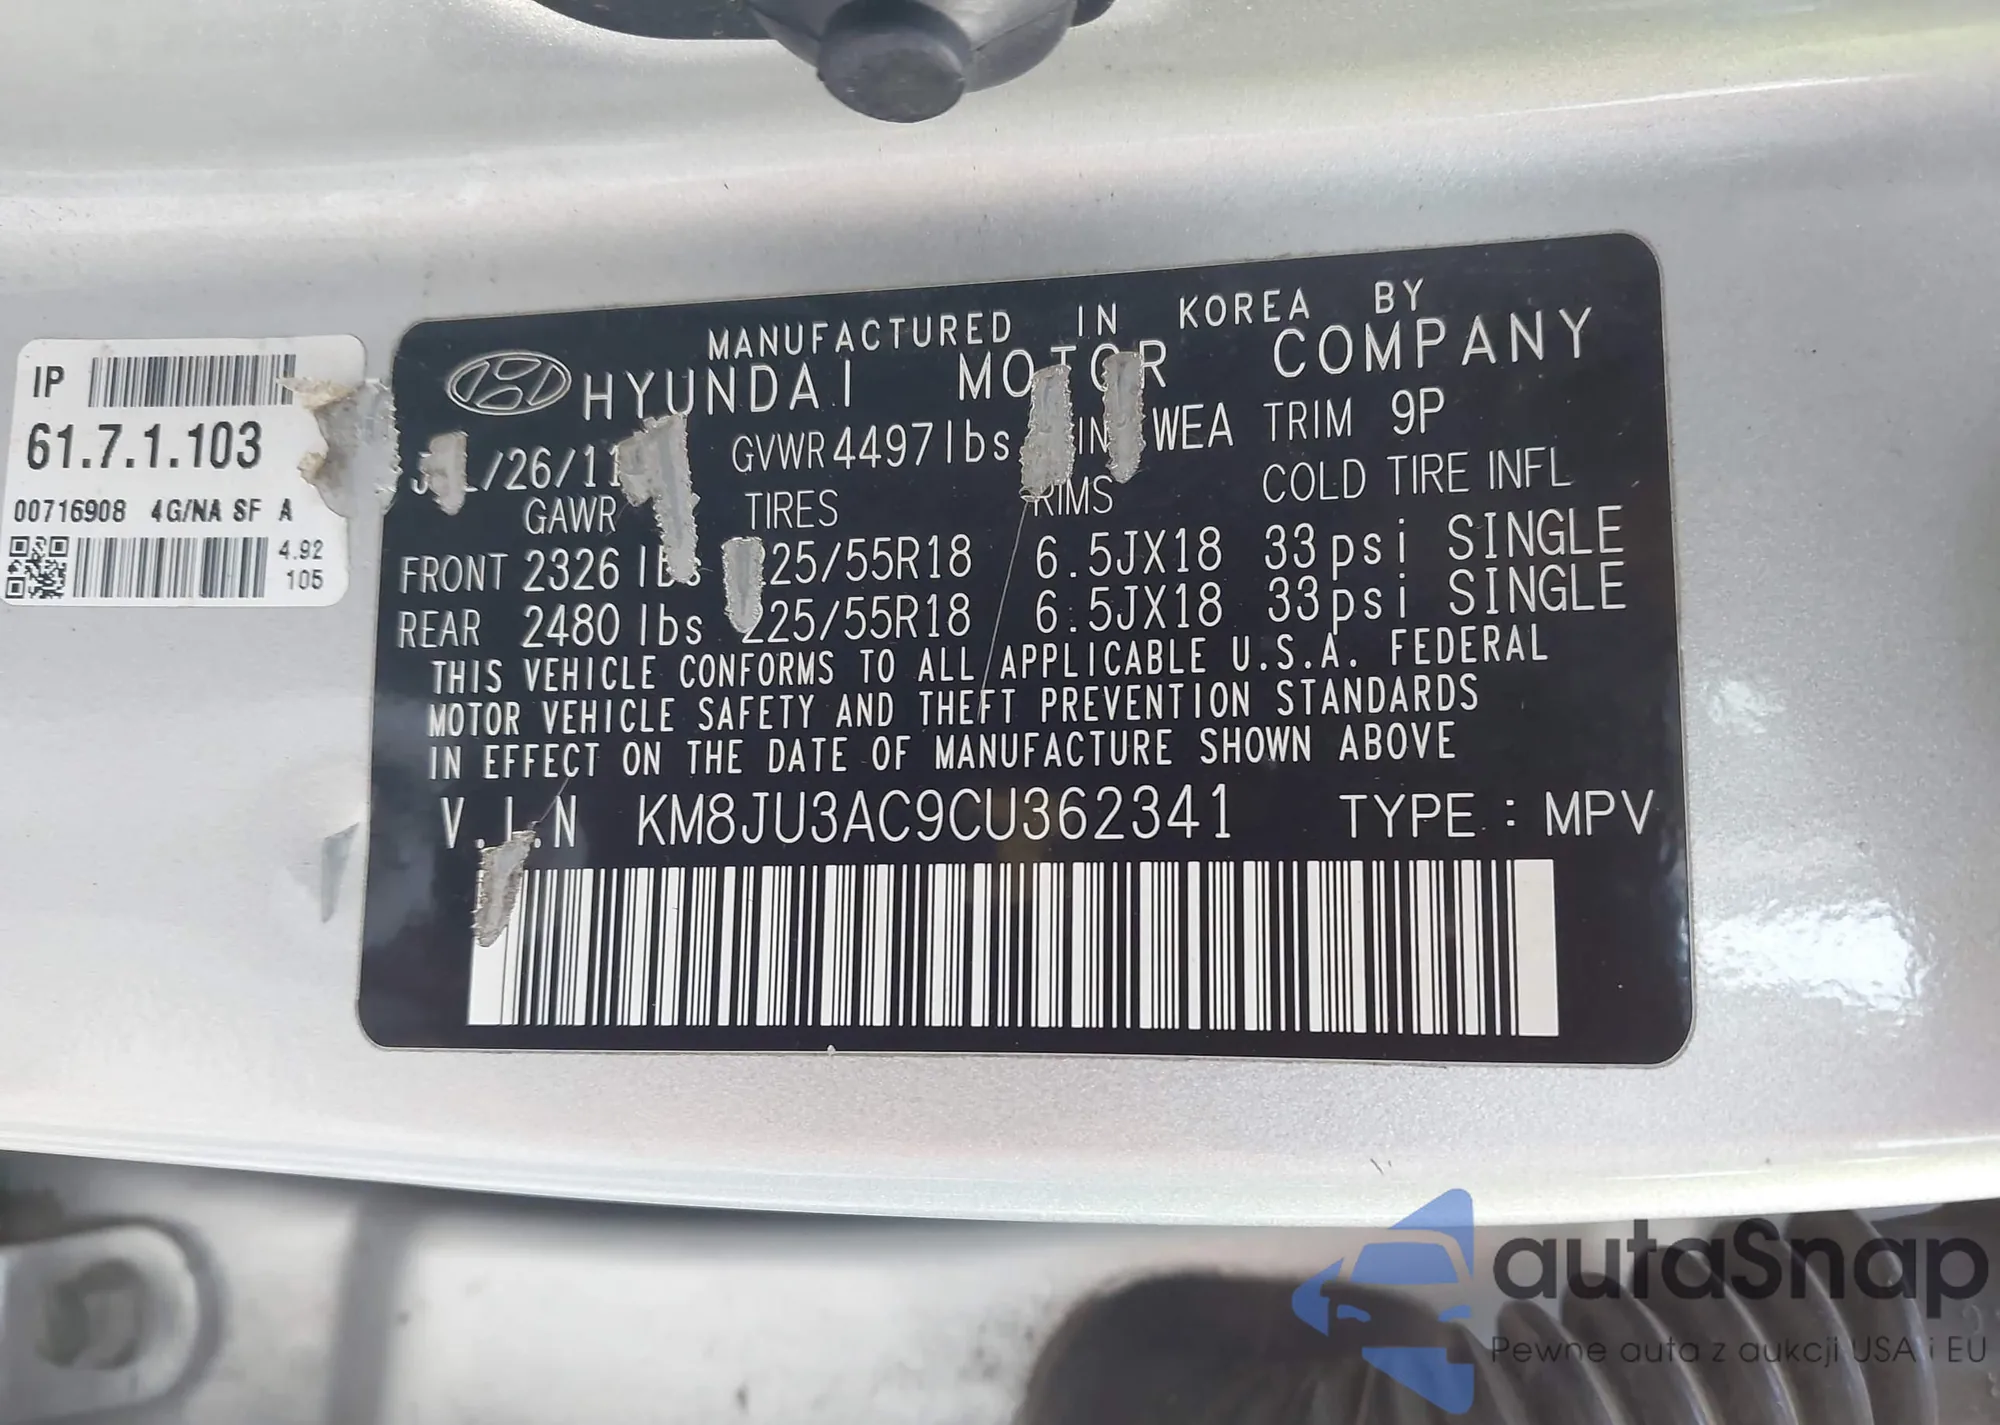 MANUFACTURED IN KOREA BY
HYUNDAI MOTOR COMPANY
/26/11 GVWR 4497lbs WEA TRIM 9P
GAWR TIRES RIMS COLD TIRE INFL
FRONT 2326 lbs 225/55R18 6.5JX18 33psi SINGLE
REAR 2480 lbs 225/55R18 6.5JX18 33psi SINGLE
THIS VEHICLE CONFORMS TO ALL APPLICABLE U.S.A. FEDERAL
MOTOR VEHICLE SAFETY AND THEFT PREVENTION STANDARDS
IN EFFECT ON THE DATE OF MANUFACTURE SHOWN ABOVE
V.I.N KM8JU3AC9CU362341 TYPE : MPV
IP
61.7.1.103
00716908 4G/NA SF A
4.92
105
autoSnap
Pewne auta z aukcji USA i EU